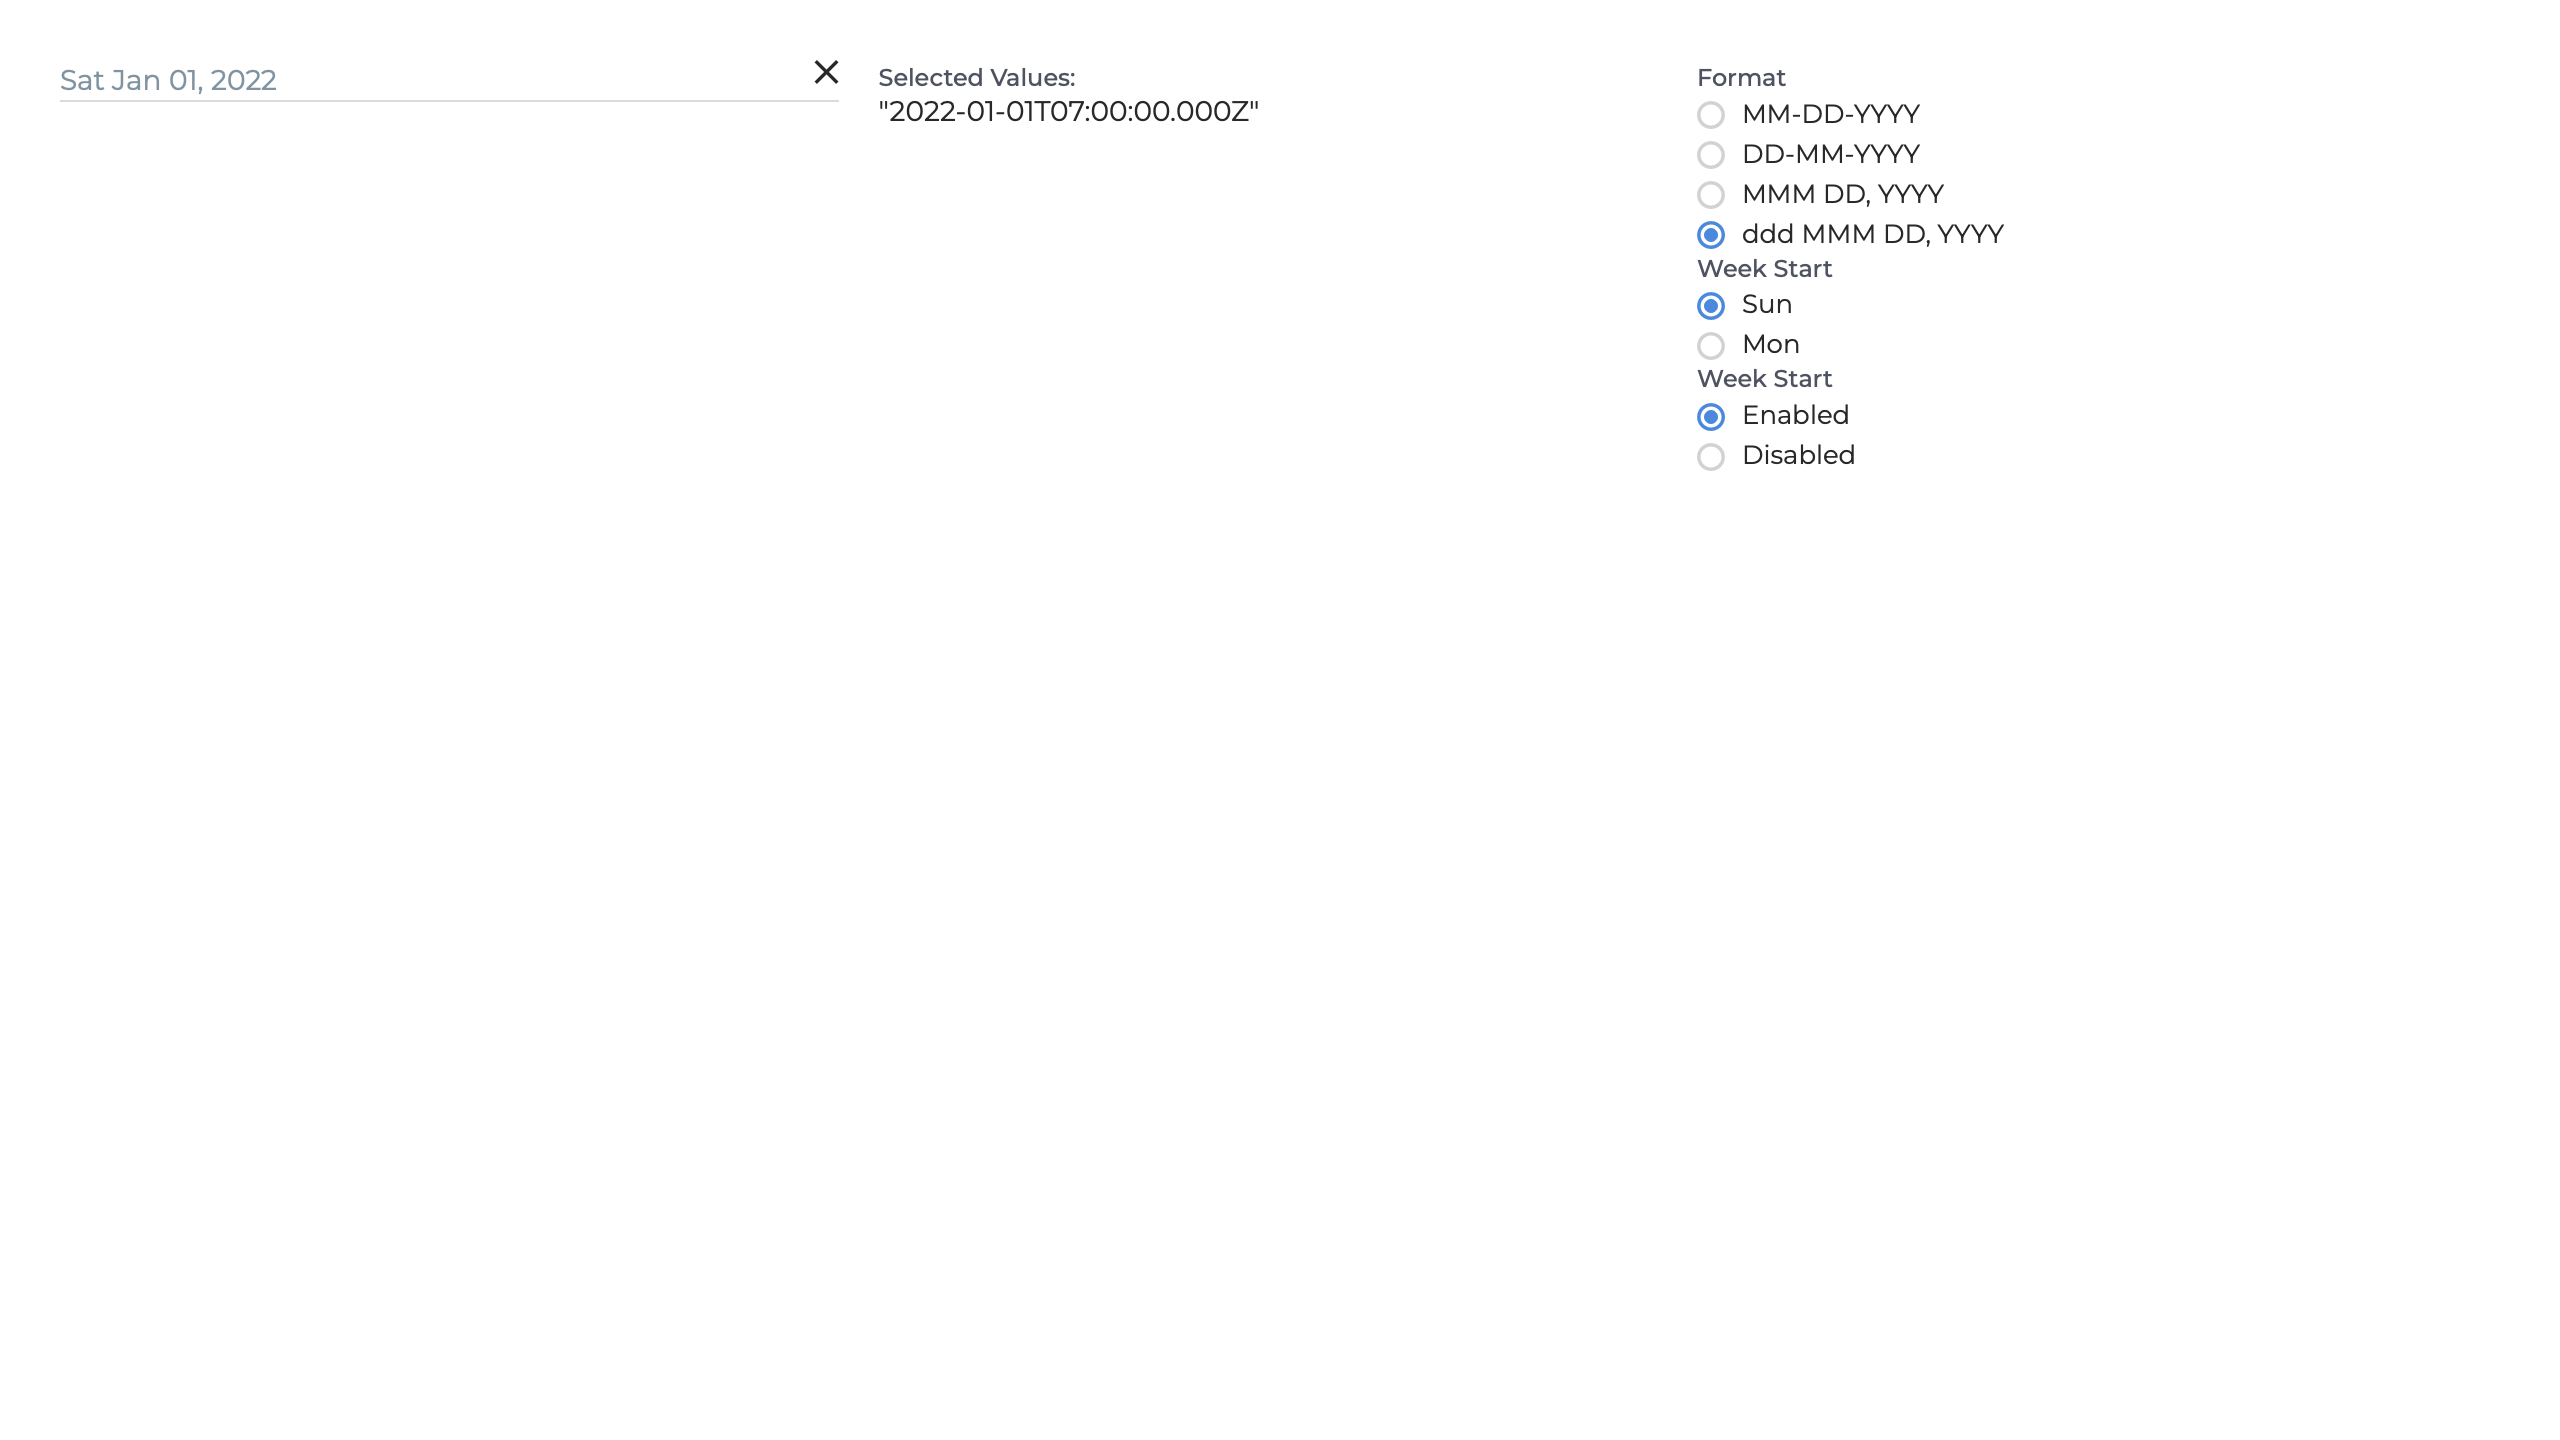 Sat Jan 01, 2022
Selected Values:
"2022-01-01T07:00:00.000Z"
Format
MM-DD-YYYY
DD-MM-YYYY
MMM DD, YYYY
ddd MMM DD, YYYY
Week Start
Sun
Mon
Week Start
Enabled
Disabled